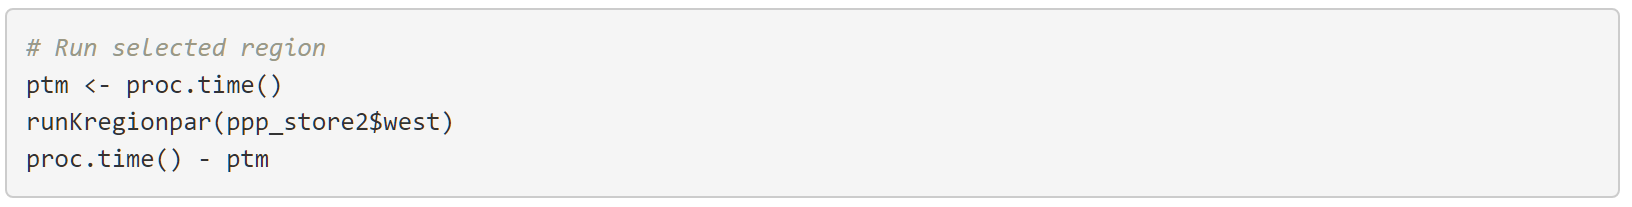 # Run selected region
ptm <- proc.time()
runKregionpar(ppp_store2$west)
proc.time() - ptm